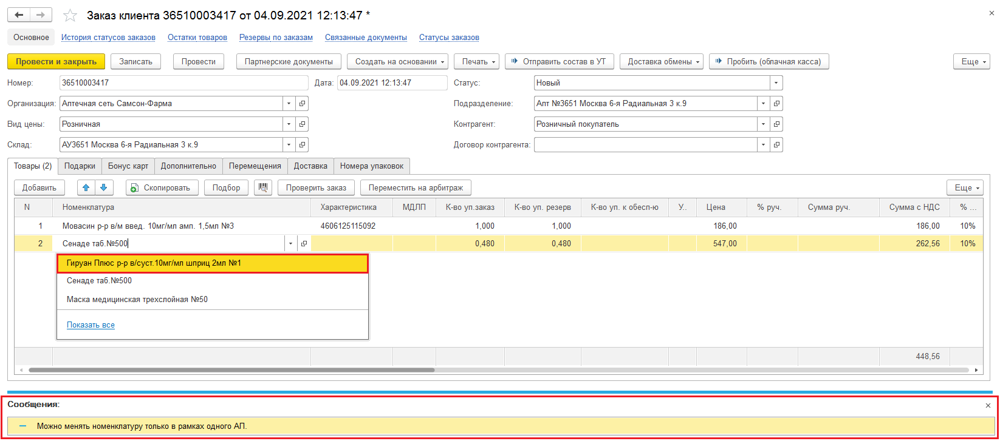 Заказ клиента 36510003417 от 04.09.2021 12:13:47 *
Основное История статусов заказов Остатки товаров Резервы по заказам Связанные документы Статусы заказов
Провести и закрыть Записать Провести Партнерские документы Создать на основании Печать Отправить состав в УТ Доставка обмены Пробить (облачная касса) Еще
Номер: 36510003417 Дата: 04.09.2021 12:13:47 Статус: Новый
Организация: Аптечная сеть Самсон-Фарма Подразделение: Апт №3651 Москва 6-я Радиальная 3 к.9
Вид цены: Розничная Контрагент: Розничный покупатель
Склад: АУ3651 Москва 6-я Радиальная 3 к.9 Договор контрагента:
Товары (2) Подарки Бонус карт Дополнительно Перемещения Доставка Номера упаковок
Добавить Скопировать Подбор Проверить заказ Переместить на арбитраж Еще
N Номенклатура Характеристика МДЛП К-во уп.заказ К-во уп. резерв К-во уп. к обесп-ю У.. Цена % руч. Сумма руч. Сумма с НДС % ...
1 Мовасин р-р в/м введ. 10мг/мл амп. 1,5мл №3 4606125115092 1,000 1,000 186,00 186,00 10%
2 Сенаде таб.№500 0,480 0,480 547,00 262,56 10%
Гируан Плюс р-р в/суст.10мг/мл шприц 2мл №1
Сенаде таб.№500
Маска медицинская трехслойная №50
Показать все
448,56
Сообщения:
Можно менять номенклатуру только в рамках одного АП.